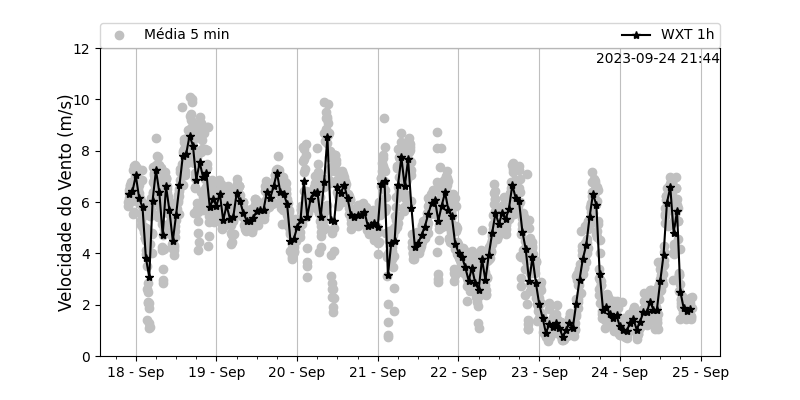 Média 5 min
WXT 1h
2023-09-24 21:44
Velocidade do Vento (m/s)
12
10
8
6
4
2
0
18 - Sep
19 - Sep
20 - Sep
21 - Sep
22 - Sep
23 - Sep
24 - Sep
25 - Sep